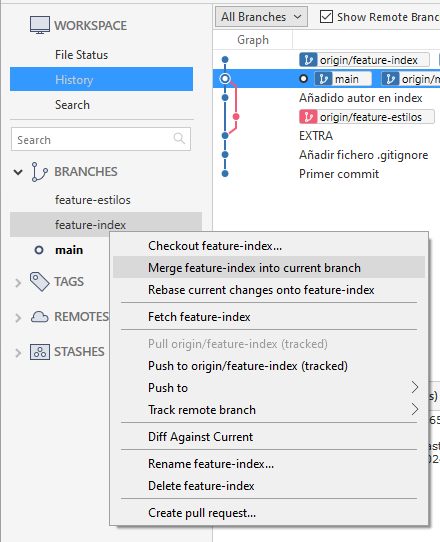 WORKSPACE
File Status
History
Search
Search
BRANCHES
feature-estilos
feature-index
main
TAGS
REMOTES
STASHES
All Branches
Show Remote Branc
Graph
origin/feature-index
main origin/m
Añadido autor en index
origin/feature-estilos
EXTRA
Añadir fichero .gitignore
Primer commit
Checkout feature-index...
Merge feature-index into current branch
Rebase current changes onto feature-index
Fetch feature-index
Pull origin/feature-index (tracked)
Push to origin/feature-index (tracked)
Push to
Track remote branch
Diff Against Current
Rename feature-index...
Delete feature-index
Create pull request...